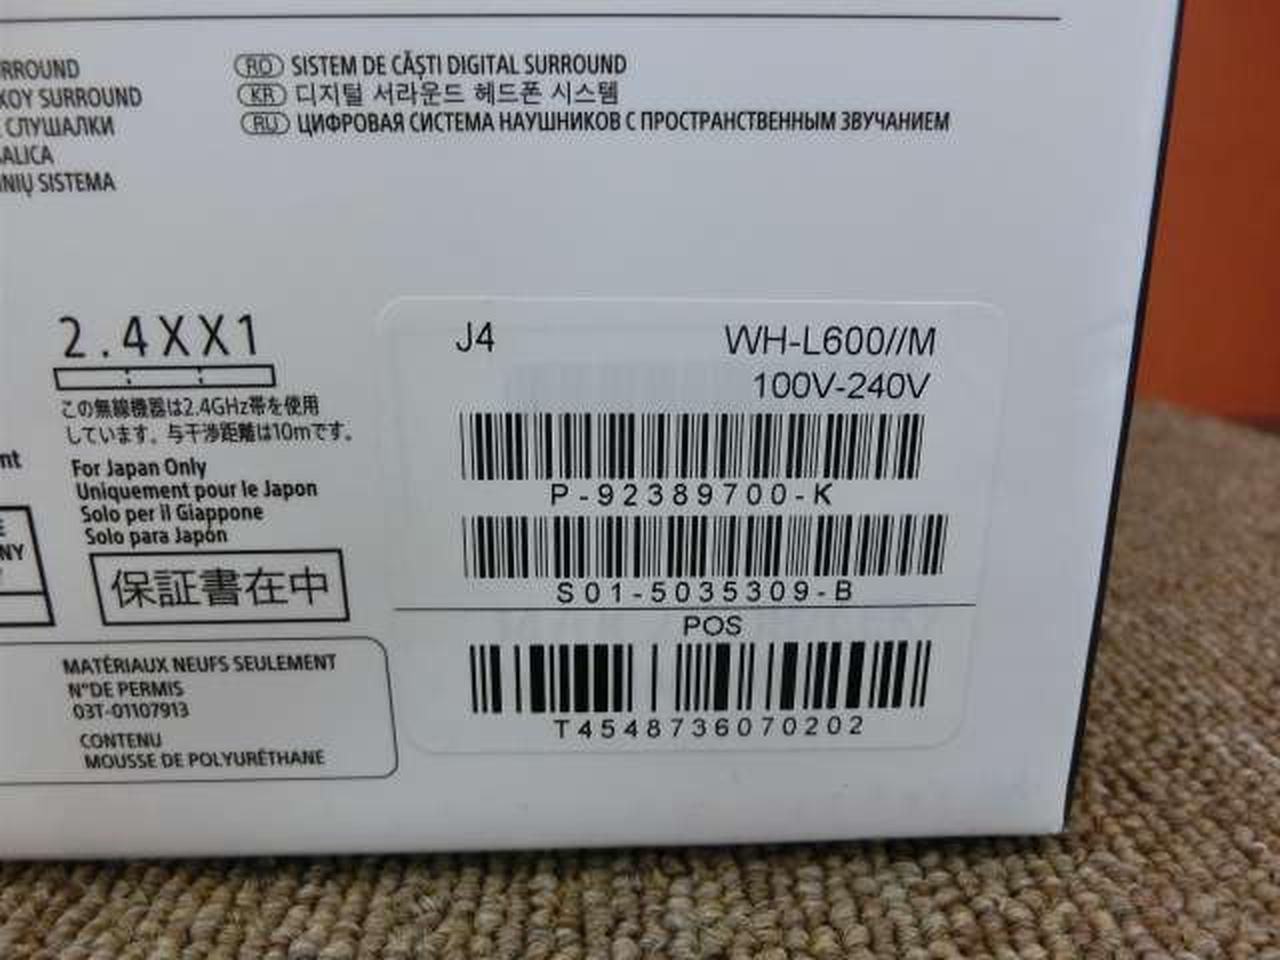 RROUND
ΚΟΥ SURROUND
СЛУШАЛКИ
SISTEMA
RO SISTEM DE CĂȘTI DIGITAL SURROUND
KR 디지털 서라운드 헤드폰 시스템
RU ЦИФРОВАЯ СИСТЕМА НАУШНИКОВ С ПРОСТРАНСТВЕННЫМ ЗВУЧАНИЕМ
2.4XX1
この無線機器は2.4GHz帯を使用
しています。与干渉距離は10mです。
For Japan Only
Uniquement pour le Japon
Solo per il Giappone
Solo para Japón
保証書在中
NY
MATÉRIAUX NEUFS SEULEMENT
N°DE PERMIS
03T-01107913
CONTENU
MOUSSE DE POLYURÉTHANE
J4 WH-L600//M
100V-240V
P-92389700-K
S01-5035309-B
POS
T4548736070202